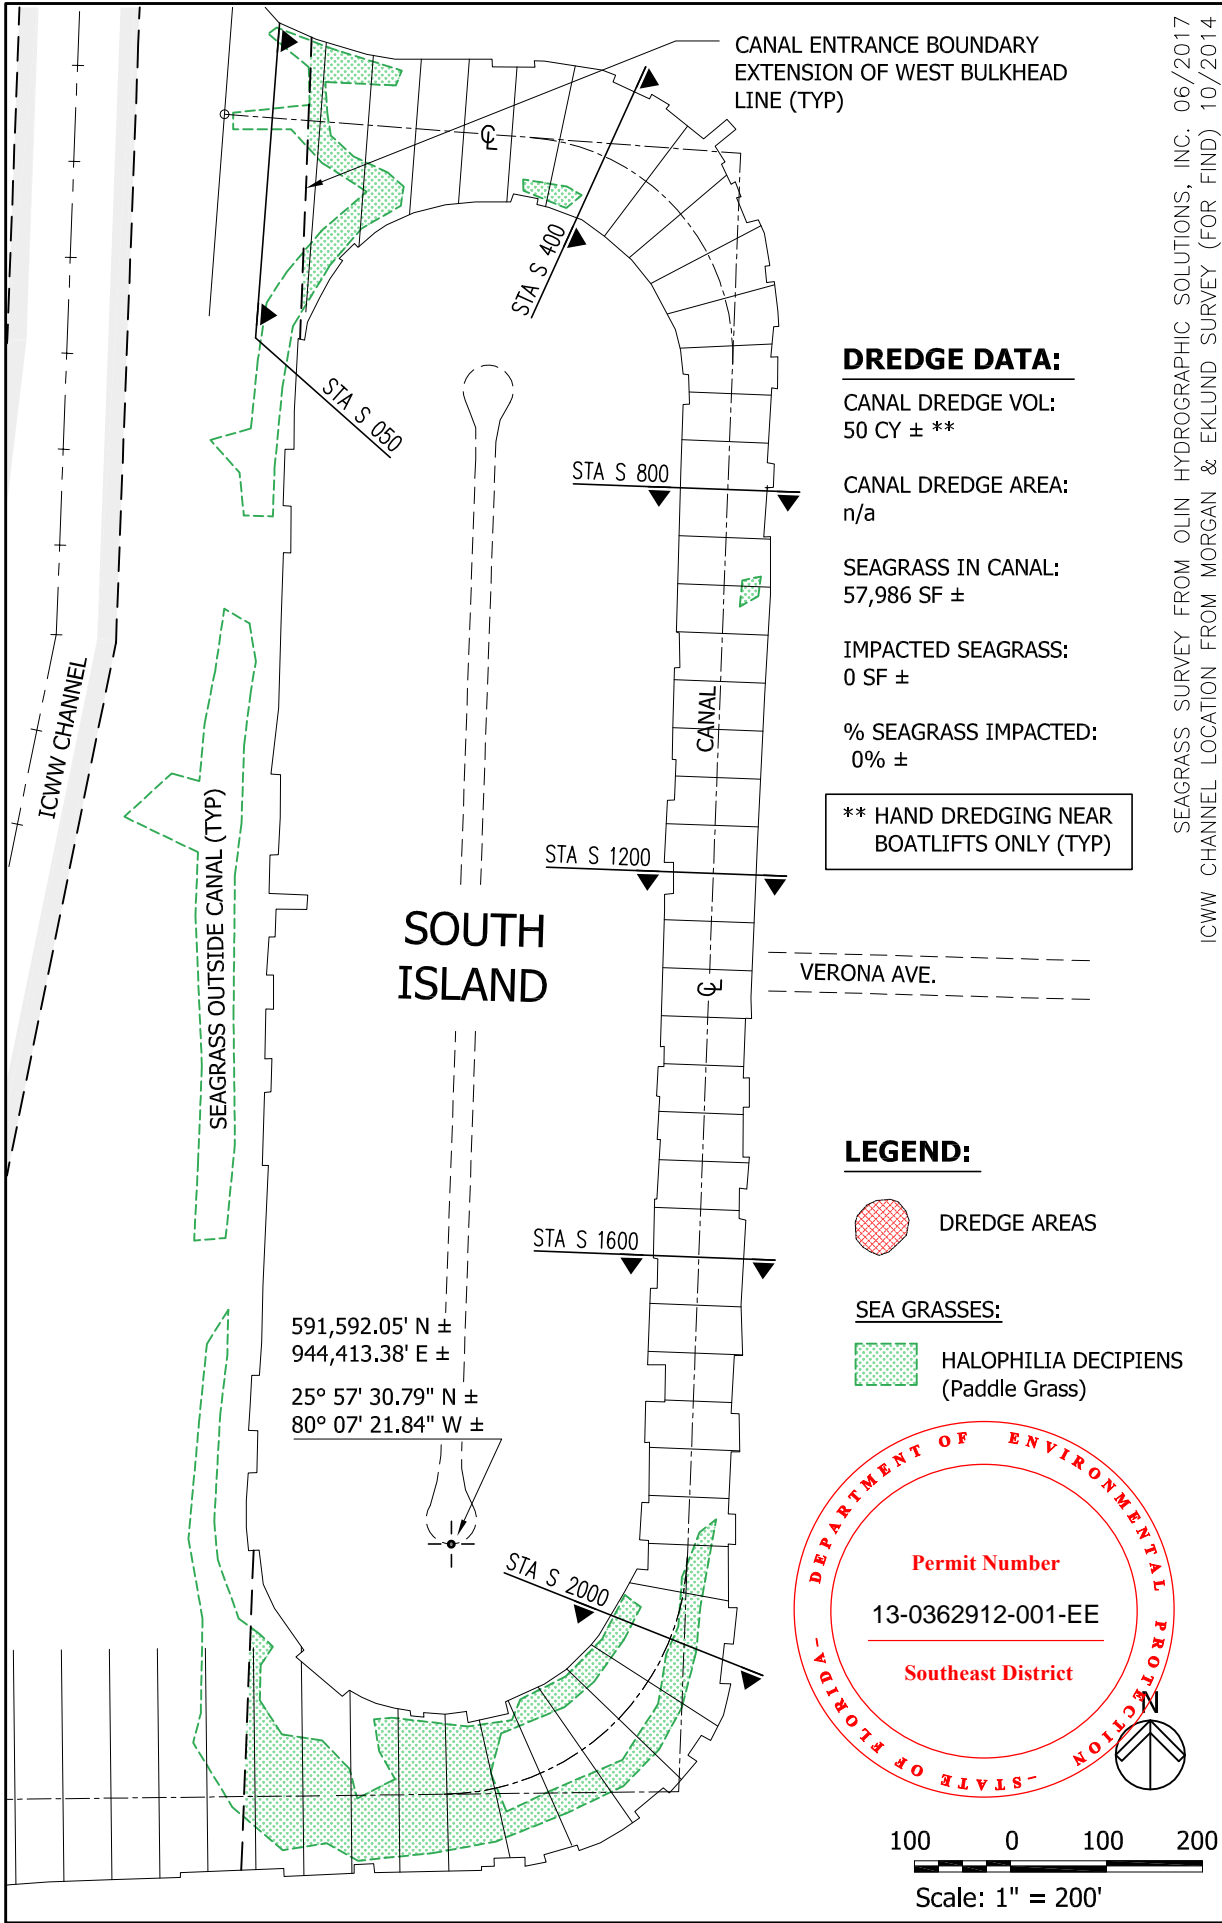 CANAL ENTRANCE BOUNDARY
EXTENSION OF WEST BULKHEAD
LINE (TYP)
SEAGRASS SURVEY FROM OLIN HYDROGRAPHIC SOLUTIONS, INC. 06/2017
ICWW CHANNEL LOCATION FROM MORGAN & EKLUND SURVEY (FOR FIND) 10/2014
STA S 400
STA S 050
STA S 800
DREDGE DATA:
CANAL DREDGE VOL:
50 CY ± **
CANAL DREDGE AREA:
n/a
SEAGRASS IN CANAL:
57,986 SF ±
IMPACTED SEAGRASS:
0 SF ±
% SEAGRASS IMPACTED:
0% ±
** HAND DREDGING NEAR
BOATLIFTS ONLY (TYP)
ICWW CHANNEL
CANAL
SEAGRASS OUTSIDE CANAL (TYP)
STA S 1200
SOUTH
ISLAND
VERONA AVE.
LEGEND:
DREDGE AREAS
STA S 1600
SEA GRASSES:
HALOPHILIA DECIPIENS
(Paddle Grass)
591,592.05' N ±
944,413.38' E ±
25° 57' 30.79" N ±
80° 07' 21.84" W ±
STA S 2000
DEPARTMENT OF ENVIRONMENTAL PROTECTION
-STATE OF FLORIDA-
Permit Number
13-0362912-001-EE
Southeast District
N
100 0 100 200
Scale: 1" = 200'